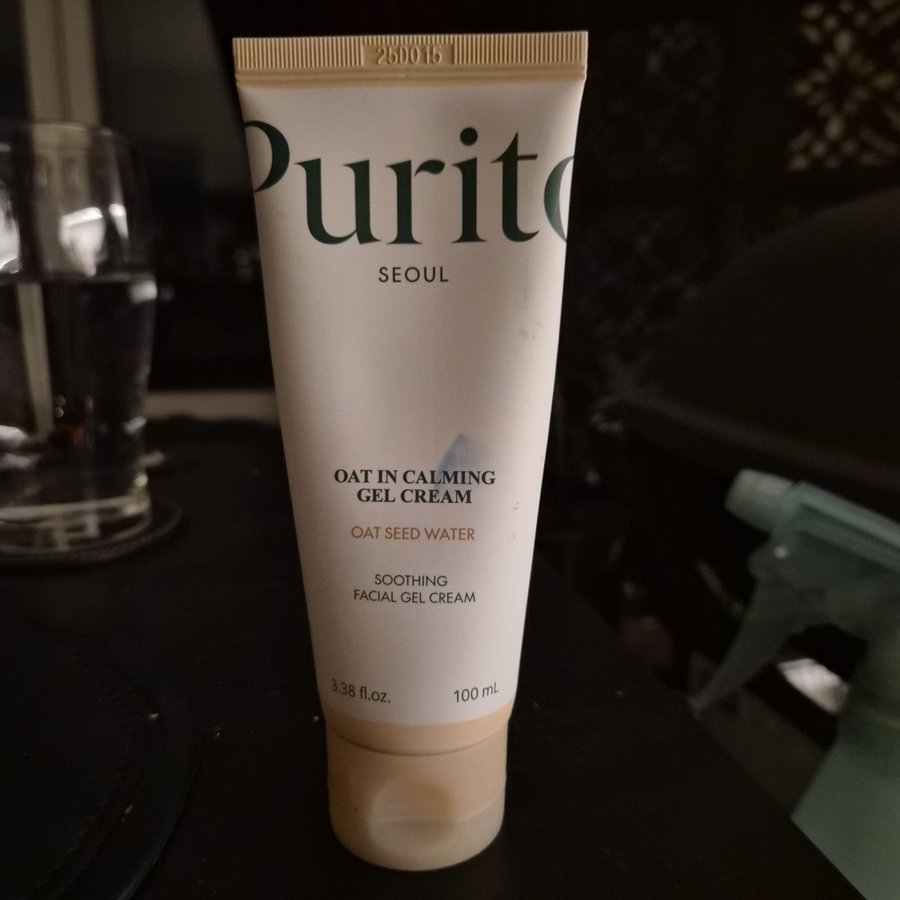 250015
Purito
SEOUL
OAT IN CALMING
GEL CREAM
OAT SEED WATER
SOOTHING
FACIAL GEL CREAM
3.38 fl.oz.
100 mL